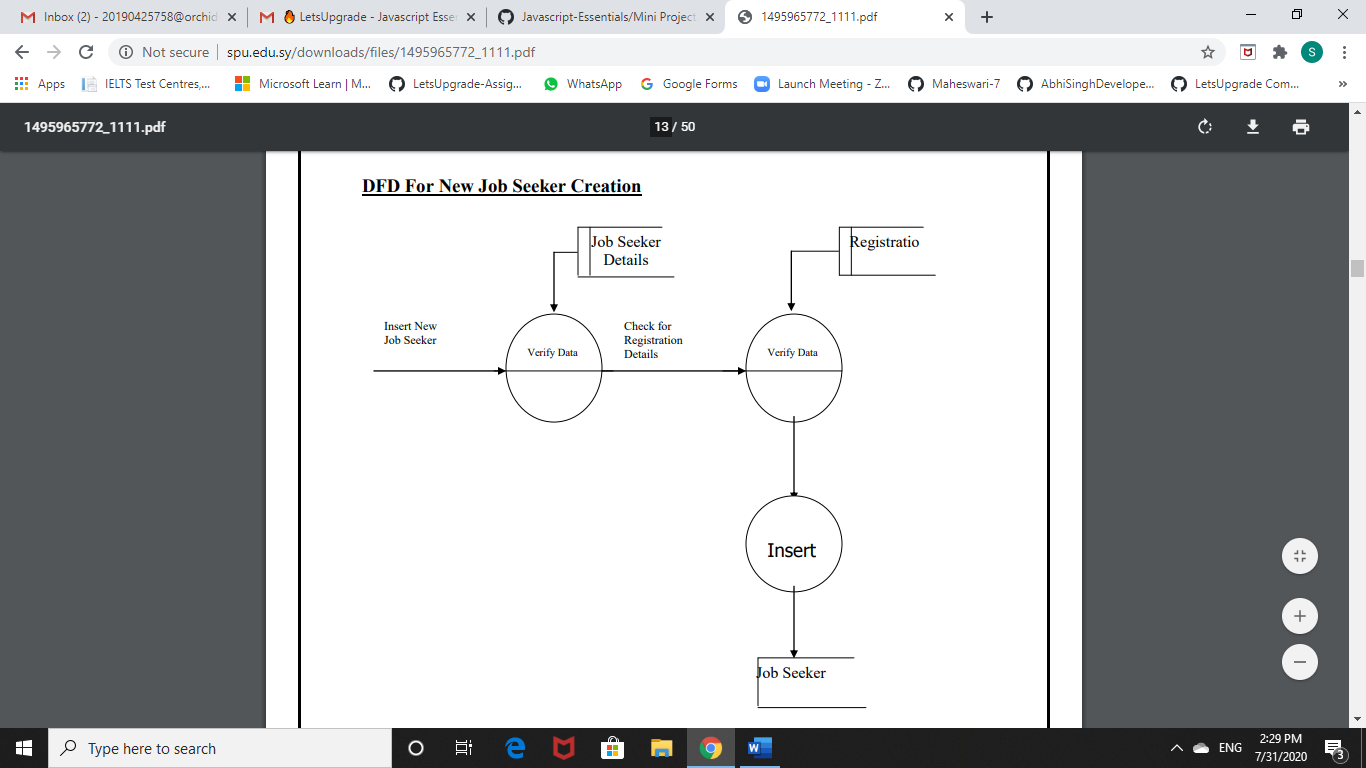 Inbox (2) - 20190425758@orchid
LetsUpgrade - Javascript Esse
Javascript-Essentials/Mini Project
1495965772_1111.pdf
Not secure | spu.edu.sy/downloads/files/1495965772_1111.pdf
S
Apps
IELTS Test Centres,...
Microsoft Learn | M...
LetsUpgrade-Assig...
WhatsApp
Google Forms
Launch Meeting - Z...
Maheswari-7
AbhiSinghDevelope...
LetsUpgrade Com...
»
1495965772_1111.pdf
13 / 50
DFD For New Job Seeker Creation
Job Seeker
Details
Registratio
Insert New
Job Seeker
Verify Data
Check for
Registration
Details
Verify Data
Insert
Job Seeker
Type here to search
ENG
2:29 PM
7/31/2020
3